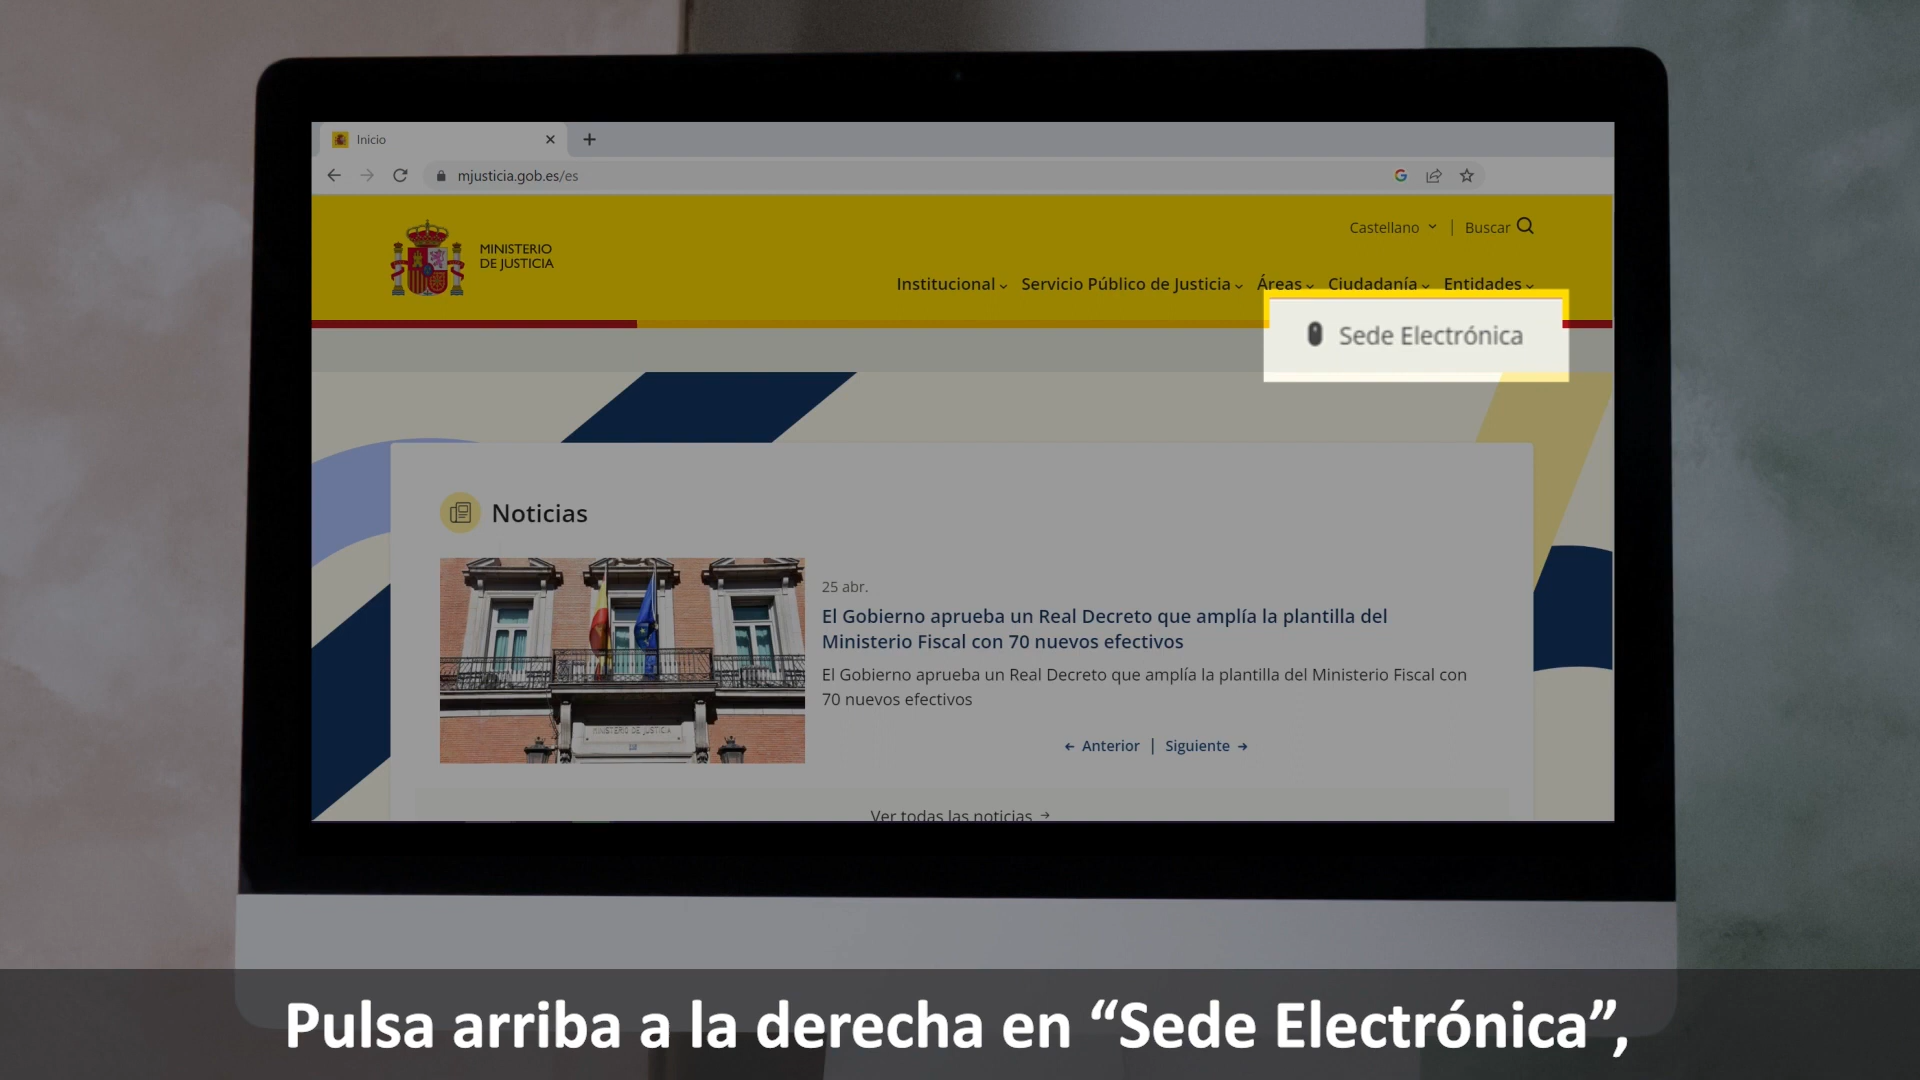 Inicio
mjusticia.gob.es/es
Castellano | Buscar
MINISTERIO
DE JUSTICIA
Institucional Servicio Público de Justicia Áreas Ciudadanía Entidades
Sede Electrónica
Noticias
25 abr.
El Gobierno aprueba un Real Decreto que amplía la plantilla del
Ministerio Fiscal con 70 nuevos efectivos
El Gobierno aprueba un Real Decreto que amplía la plantilla del Ministerio Fiscal con
70 nuevos efectivos
MINISTERIO DE JUSTICIA
← Anterior | Siguiente →
Ver todas las noticias →
Pulsa arriba a la derecha en “Sede Electrónica”,